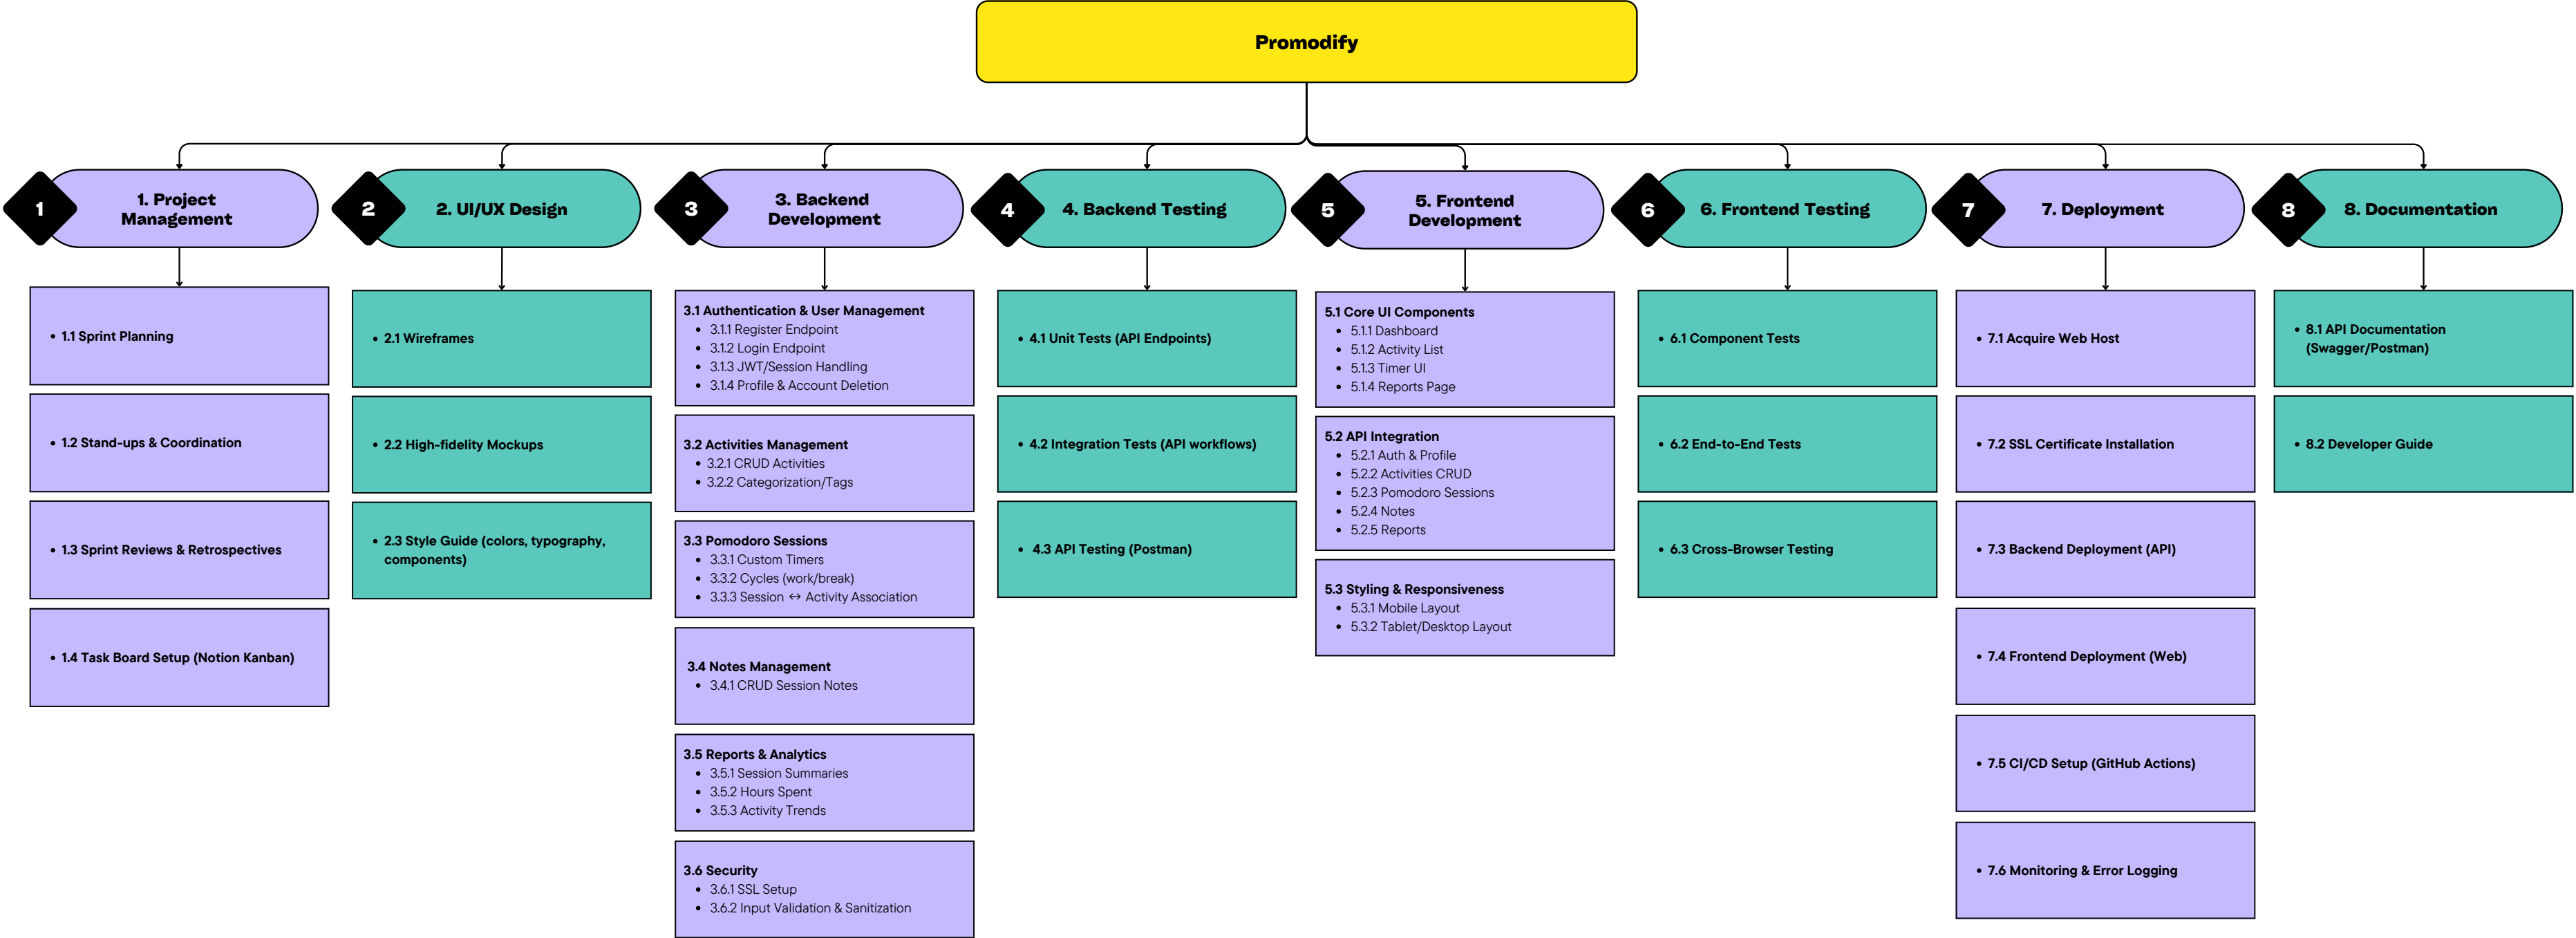 Promodify
1
1. Project
Management
• 1.1 Sprint Planning
• 1.2 Stand-ups & Coordination
• 1.3 Sprint Reviews & Retrospectives
• 1.4 Task Board Setup (Notion Kanban)
2
2. UI/UX Design
• 2.1 Wireframes
• 2.2 High-fidelity Mockups
• 2.3 Style Guide (colors, typography,
components)
3
3. Backend
Development
3.1 Authentication & User Management
• 3.1.1 Register Endpoint
• 3.1.2 Login Endpoint
• 3.1.3 JWT/Session Handling
• 3.1.4 Profile & Account Deletion
3.2 Activities Management
• 3.2.1 CRUD Activities
• 3.2.2 Categorization/Tags
3.3 Pomodoro Sessions
• 3.3.1 Custom Timers
• 3.3.2 Cycles (work/break)
• 3.3.3 Session ↔ Activity Association
3.4 Notes Management
• 3.4.1 CRUD Session Notes
3.5 Reports & Analytics
• 3.5.1 Session Summaries
• 3.5.2 Hours Spent
• 3.5.3 Activity Trends
3.6 Security
• 3.6.1 SSL Setup
• 3.6.2 Input Validation & Sanitization
4
4. Backend Testing
• 4.1 Unit Tests (API Endpoints)
• 4.2 Integration Tests (API workflows)
• 4.3 API Testing (Postman)
5
5. Frontend
Development
5.1 Core UI Components
• 5.1.1 Dashboard
• 5.1.2 Activity List
• 5.1.3 Timer UI
• 5.1.4 Reports Page
5.2 API Integration
• 5.2.1 Auth & Profile
• 5.2.2 Activities CRUD
• 5.2.3 Pomodoro Sessions
• 5.2.4 Notes
• 5.2.5 Reports
5.3 Styling & Responsiveness
• 5.3.1 Mobile Layout
• 5.3.2 Tablet/Desktop Layout
6
6. Frontend Testing
• 6.1 Component Tests
• 6.2 End-to-End Tests
• 6.3 Cross-Browser Testing
7
7. Deployment
• 7.1 Acquire Web Host
• 7.2 SSL Certificate Installation
• 7.3 Backend Deployment (API)
• 7.4 Frontend Deployment (Web)
• 7.5 CI/CD Setup (GitHub Actions)
• 7.6 Monitoring & Error Logging
8
8. Documentation
• 8.1 API Documentation
(Swagger/Postman)
• 8.2 Developer Guide